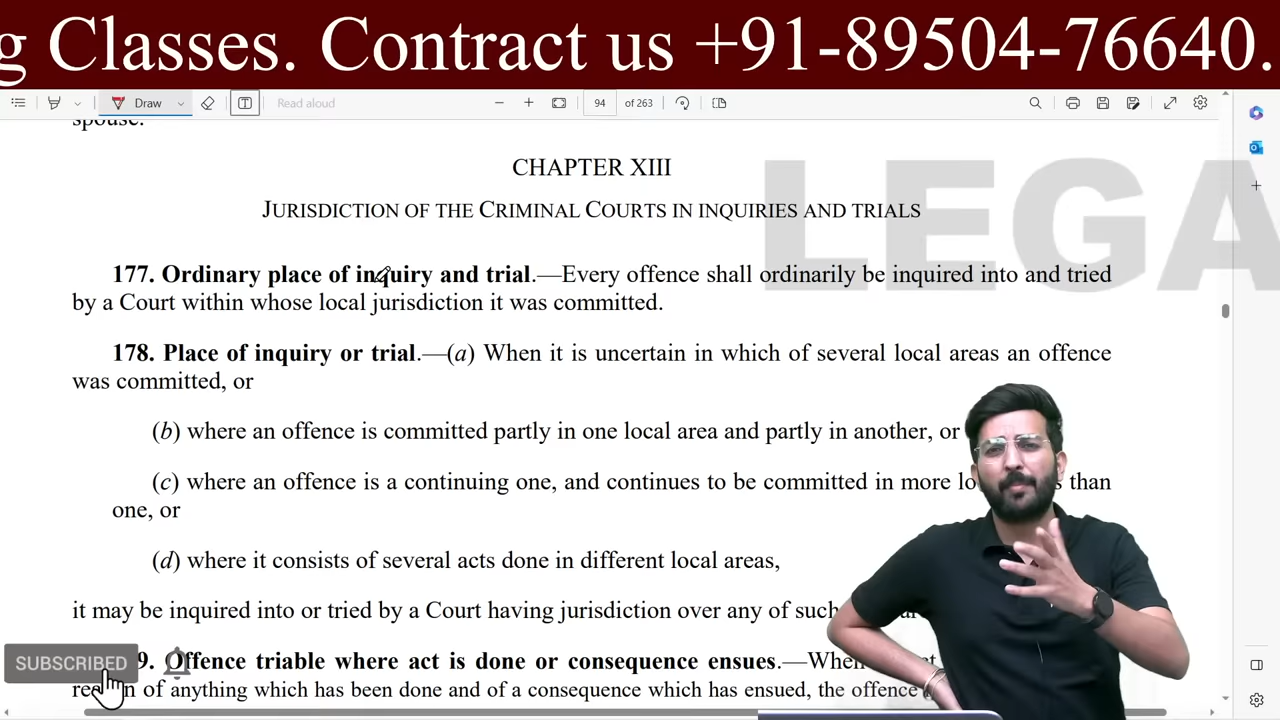 g Classes. Contract us +91-89504-76640.
Draw
Read aloud
94 of 263
spouse.
LEGA
CHAPTER XIII
JURISDICTION OF THE CRIMINAL COURTS IN INQUIRIES AND TRIALS
177. Ordinary place of inquiry and trial.—Every offence shall ordinarily be inquired into and tried
by a Court within whose local jurisdiction it was committed.
178. Place of inquiry or trial.—(a) When it is uncertain in which of several local areas an offence
was committed, or
(b) where an offence is committed partly in one local area and partly in another, or
(c) where an offence is a continuing one, and continues to be committed in more than
one, or
(d) where it consists of several acts done in different local areas,
it may be inquired into or tried by a Court having jurisdiction over any of such
SUBSCRIBED
9. Offence triable where act is done or consequence ensues.—When
of anything which has been done and of a consequence which has ensued, the offence